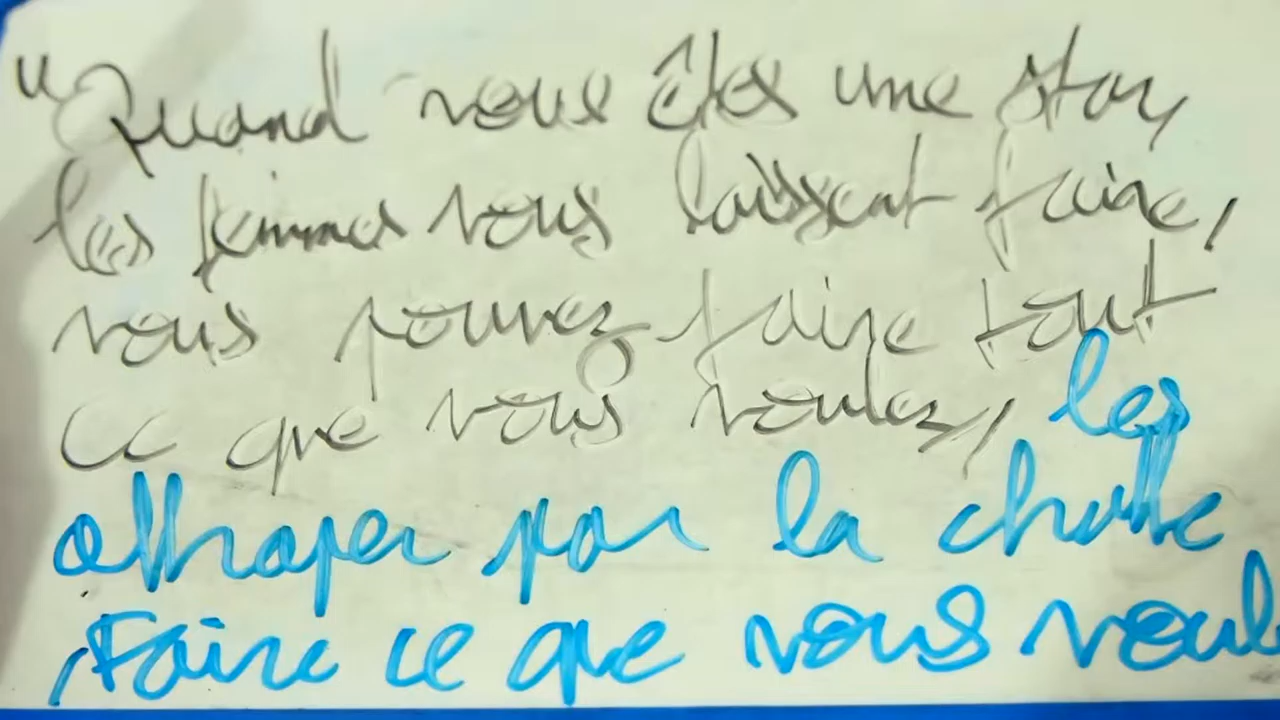 "Quand vous êtes une star,
les femmes vous laissent faire,
vous pouvez faire tout
ce que vous voulez, les
attraper par la chatte
, Faire ce que vous voul